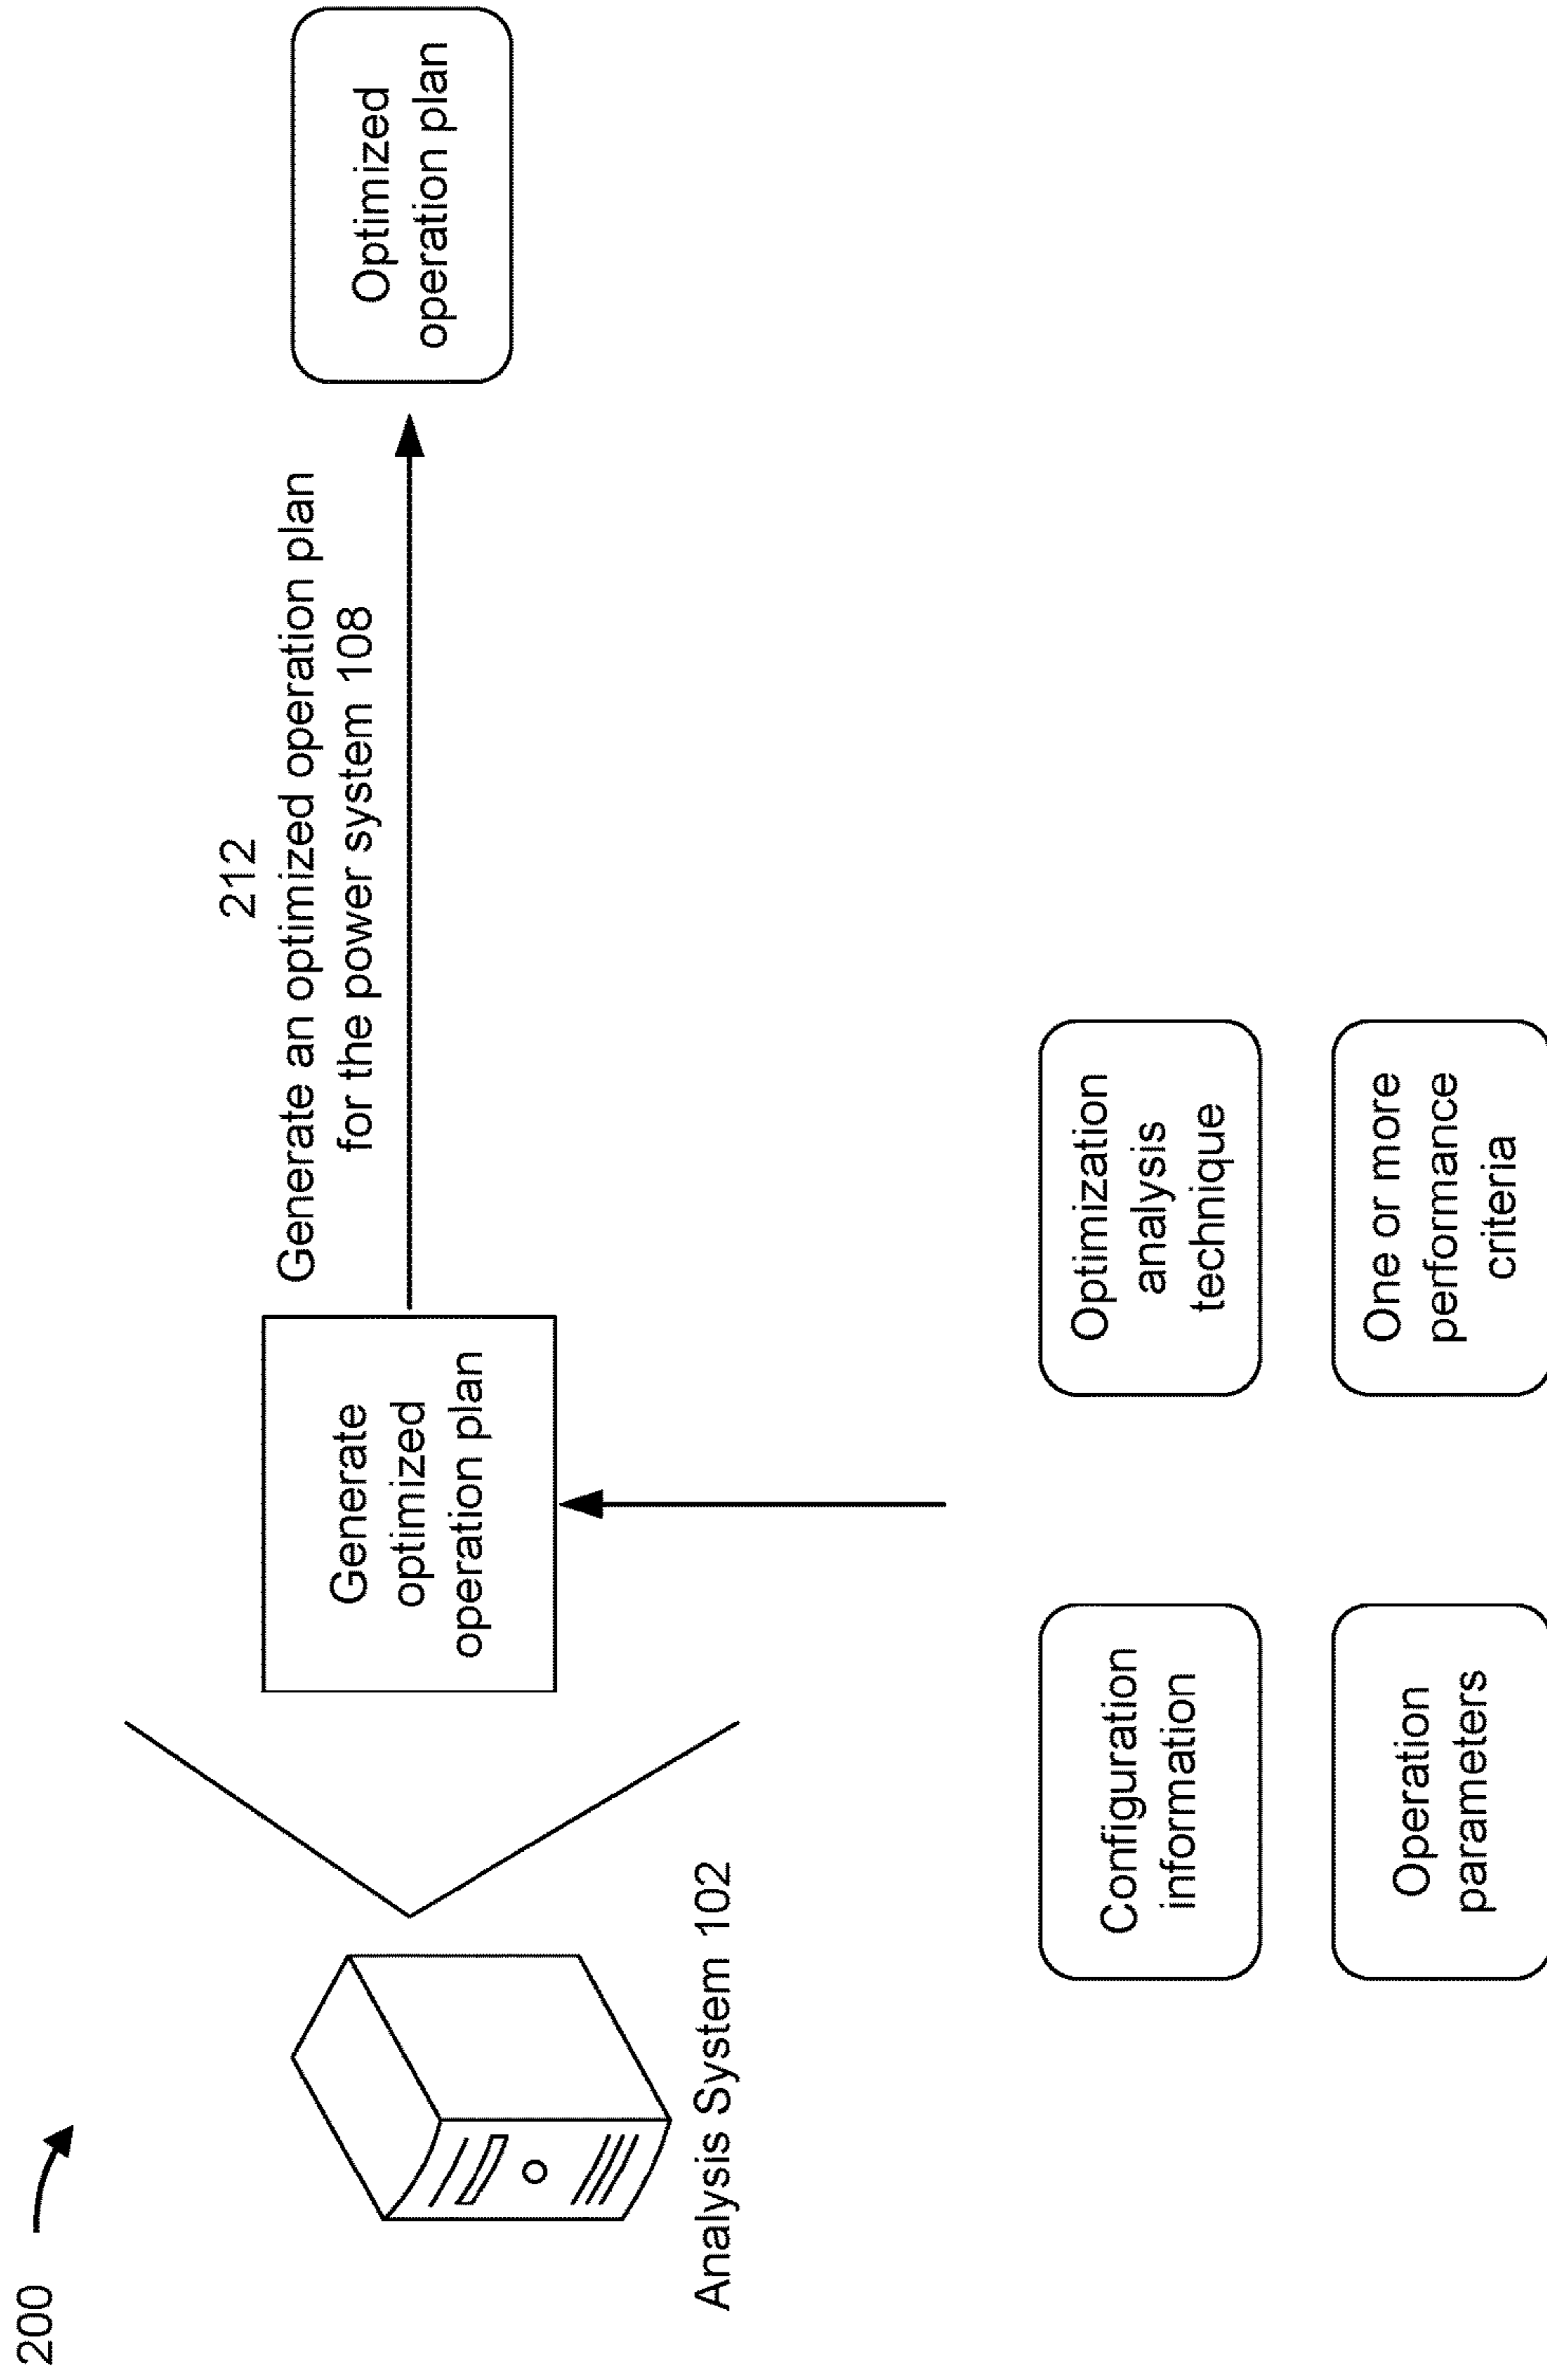 200
212
Generate an optimized operation plan
for the power system 108
Generate
optimized
operation plan
Optimized
operation plan
Analysis System 102
Configuration
information
Optimization
analysis
technique
Operation
parameters
One or more
performance
criteria